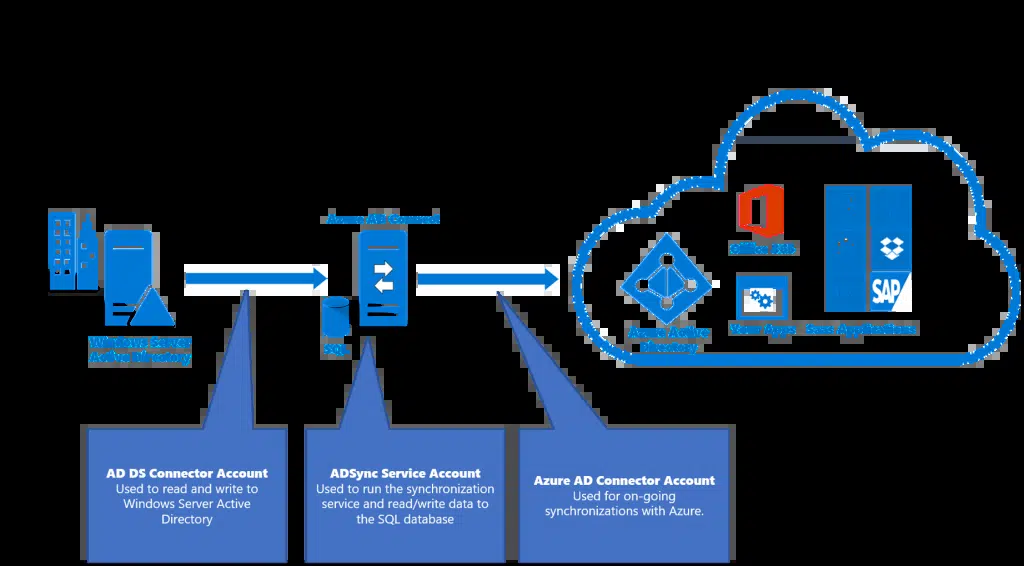 Azure AD Connect
Office 365
SAP
Windows Server
Active Directory
SQL
Azure Active
Directory
Your Apps
Saas Applications
AD DS Connector Account
Used to read and write to
Windows Server Active
Directory
ADSync Service Account
Used to run the synchronization
service and read/write data to
the SQL database
Azure AD Connector Account
Used for on-going
synchronizations with Azure.